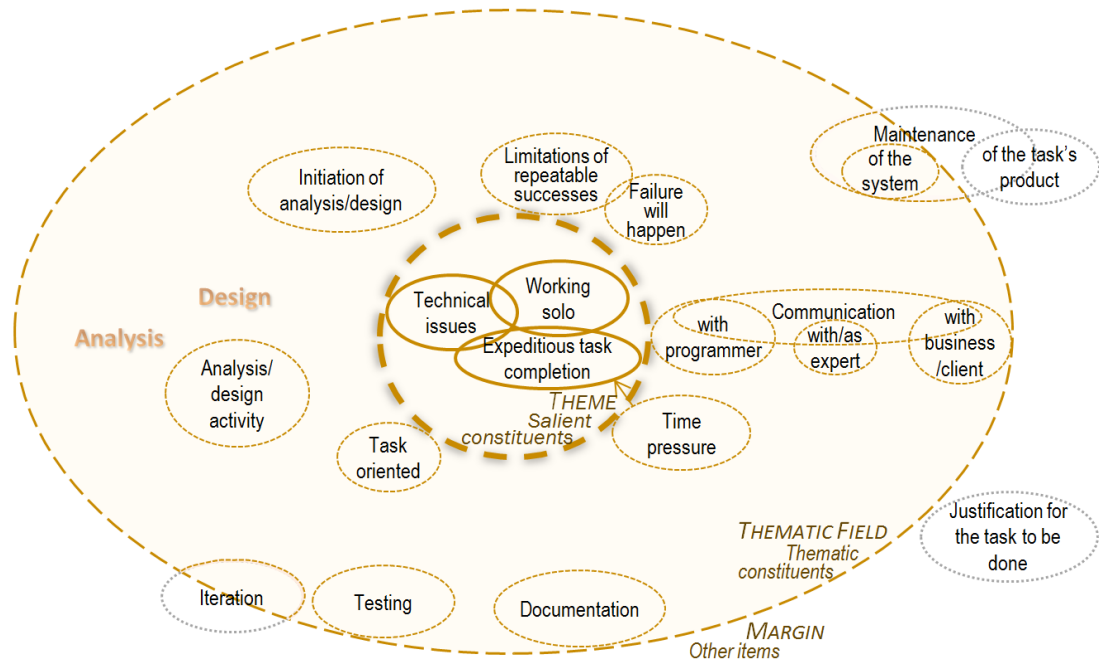 Limitations of
repeatable
successes
Initiation of
analysis/design
Failure
will
happen
Maintenance
of the
system
of the task's
product
Design
Analysis
Technical
issues
Working
solo
Expeditious task
completion
THEME
Salient
constituents
Communication
with
programmer
with/as
expert
with
business
/client
Analysis/
design
activity
Task
oriented
Time
pressure
Justification for
the task to be
done
THEMATIC FIELD
Thematic
constituents
Iteration
Testing
Documentation
MARGIN
Other items